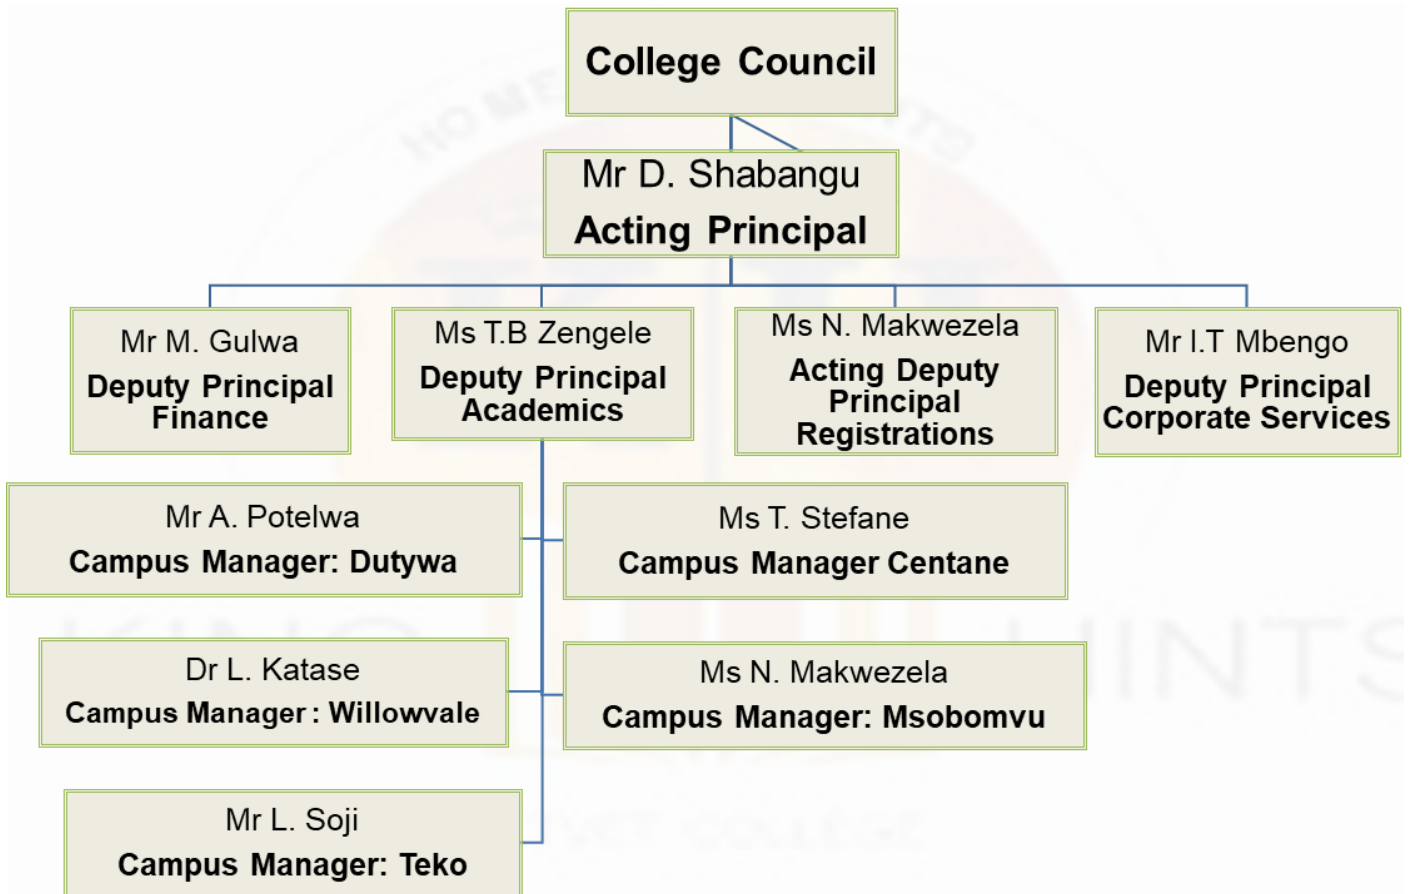 College Council
Mr D. Shabangu
Acting Principal
Mr M. Gulwa
Deputy Principal
Finance
Ms T.B Zengele
Deputy Principal
Academics
Ms N. Makwezela
Acting Deputy
Principal
Registrations
Mr I.T Mbengo
Deputy Principal
Corporate Services
Mr A. Potelwa
Campus Manager: Dutywa
Ms T. Stefane
Campus Manager Centane
Dr L. Katase
Campus Manager : Willowvale
Ms N. Makwezela
Campus Manager: Msobomvu
Mr L. Soji
Campus Manager: Teko
HINTS
COLLEGE